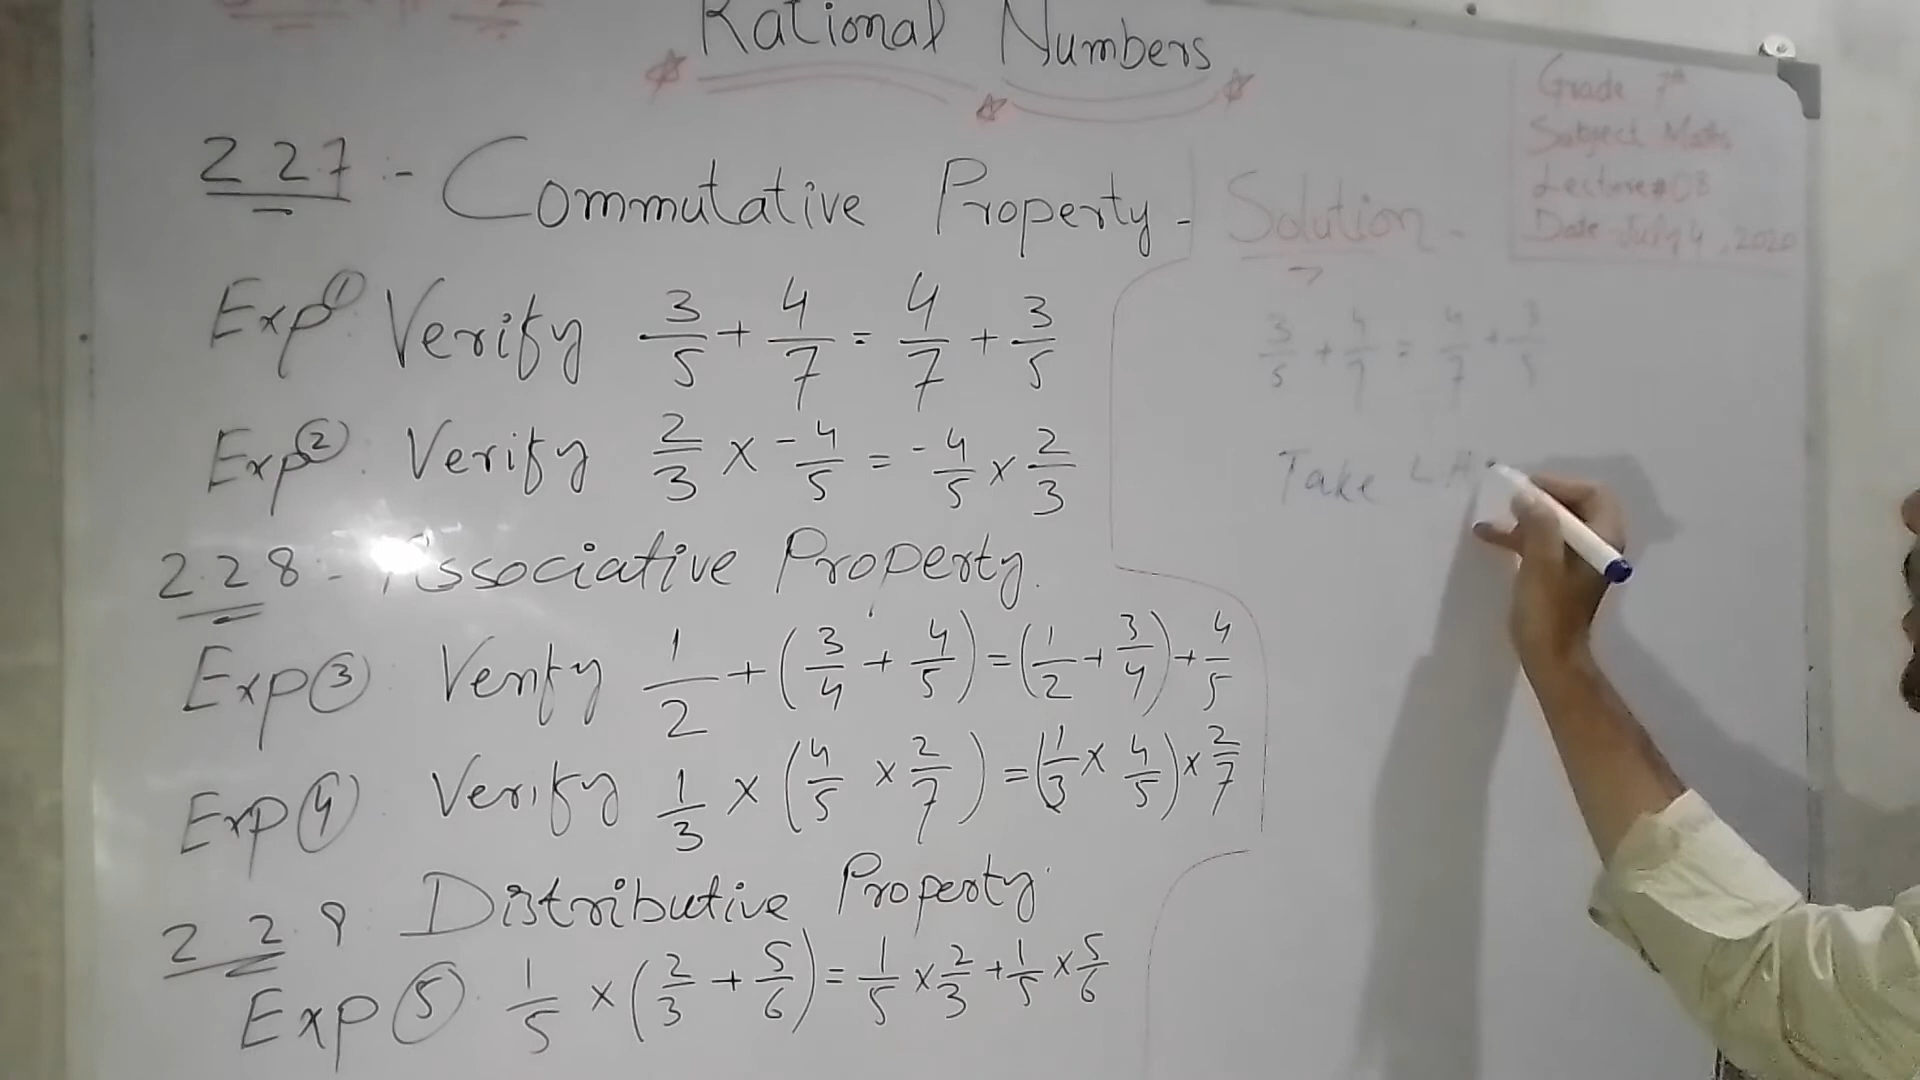 Rational Numbers
Grade 7th
Subject Maths
Lecture#03
Date-July 4, 2020
2.2.7:- Commutative Property-
Exp① Verify 3/5 + 4/7 = 4/7 + 3/5
Exp② Verify 2/3 × -4/5 = -4/5 × 2/3
2.2.8:- Associative Property.
Exp③ Verify 1/2 + (3/4 + 4/5) = (1/2 + 3/4) + 4/5
Exp④ Verify 1/3 × (4/5 × 2/7) = (1/3 × 4/5) × 2/7
2.2.9 Distributive Property.
Exp⑤ 1/5 × (2/3 + 5/6) = 1/5 × 2/3 + 1/5 × 5/6
Solution-
3/5 + 4/7 = 4/7 + 3/5
Take LH